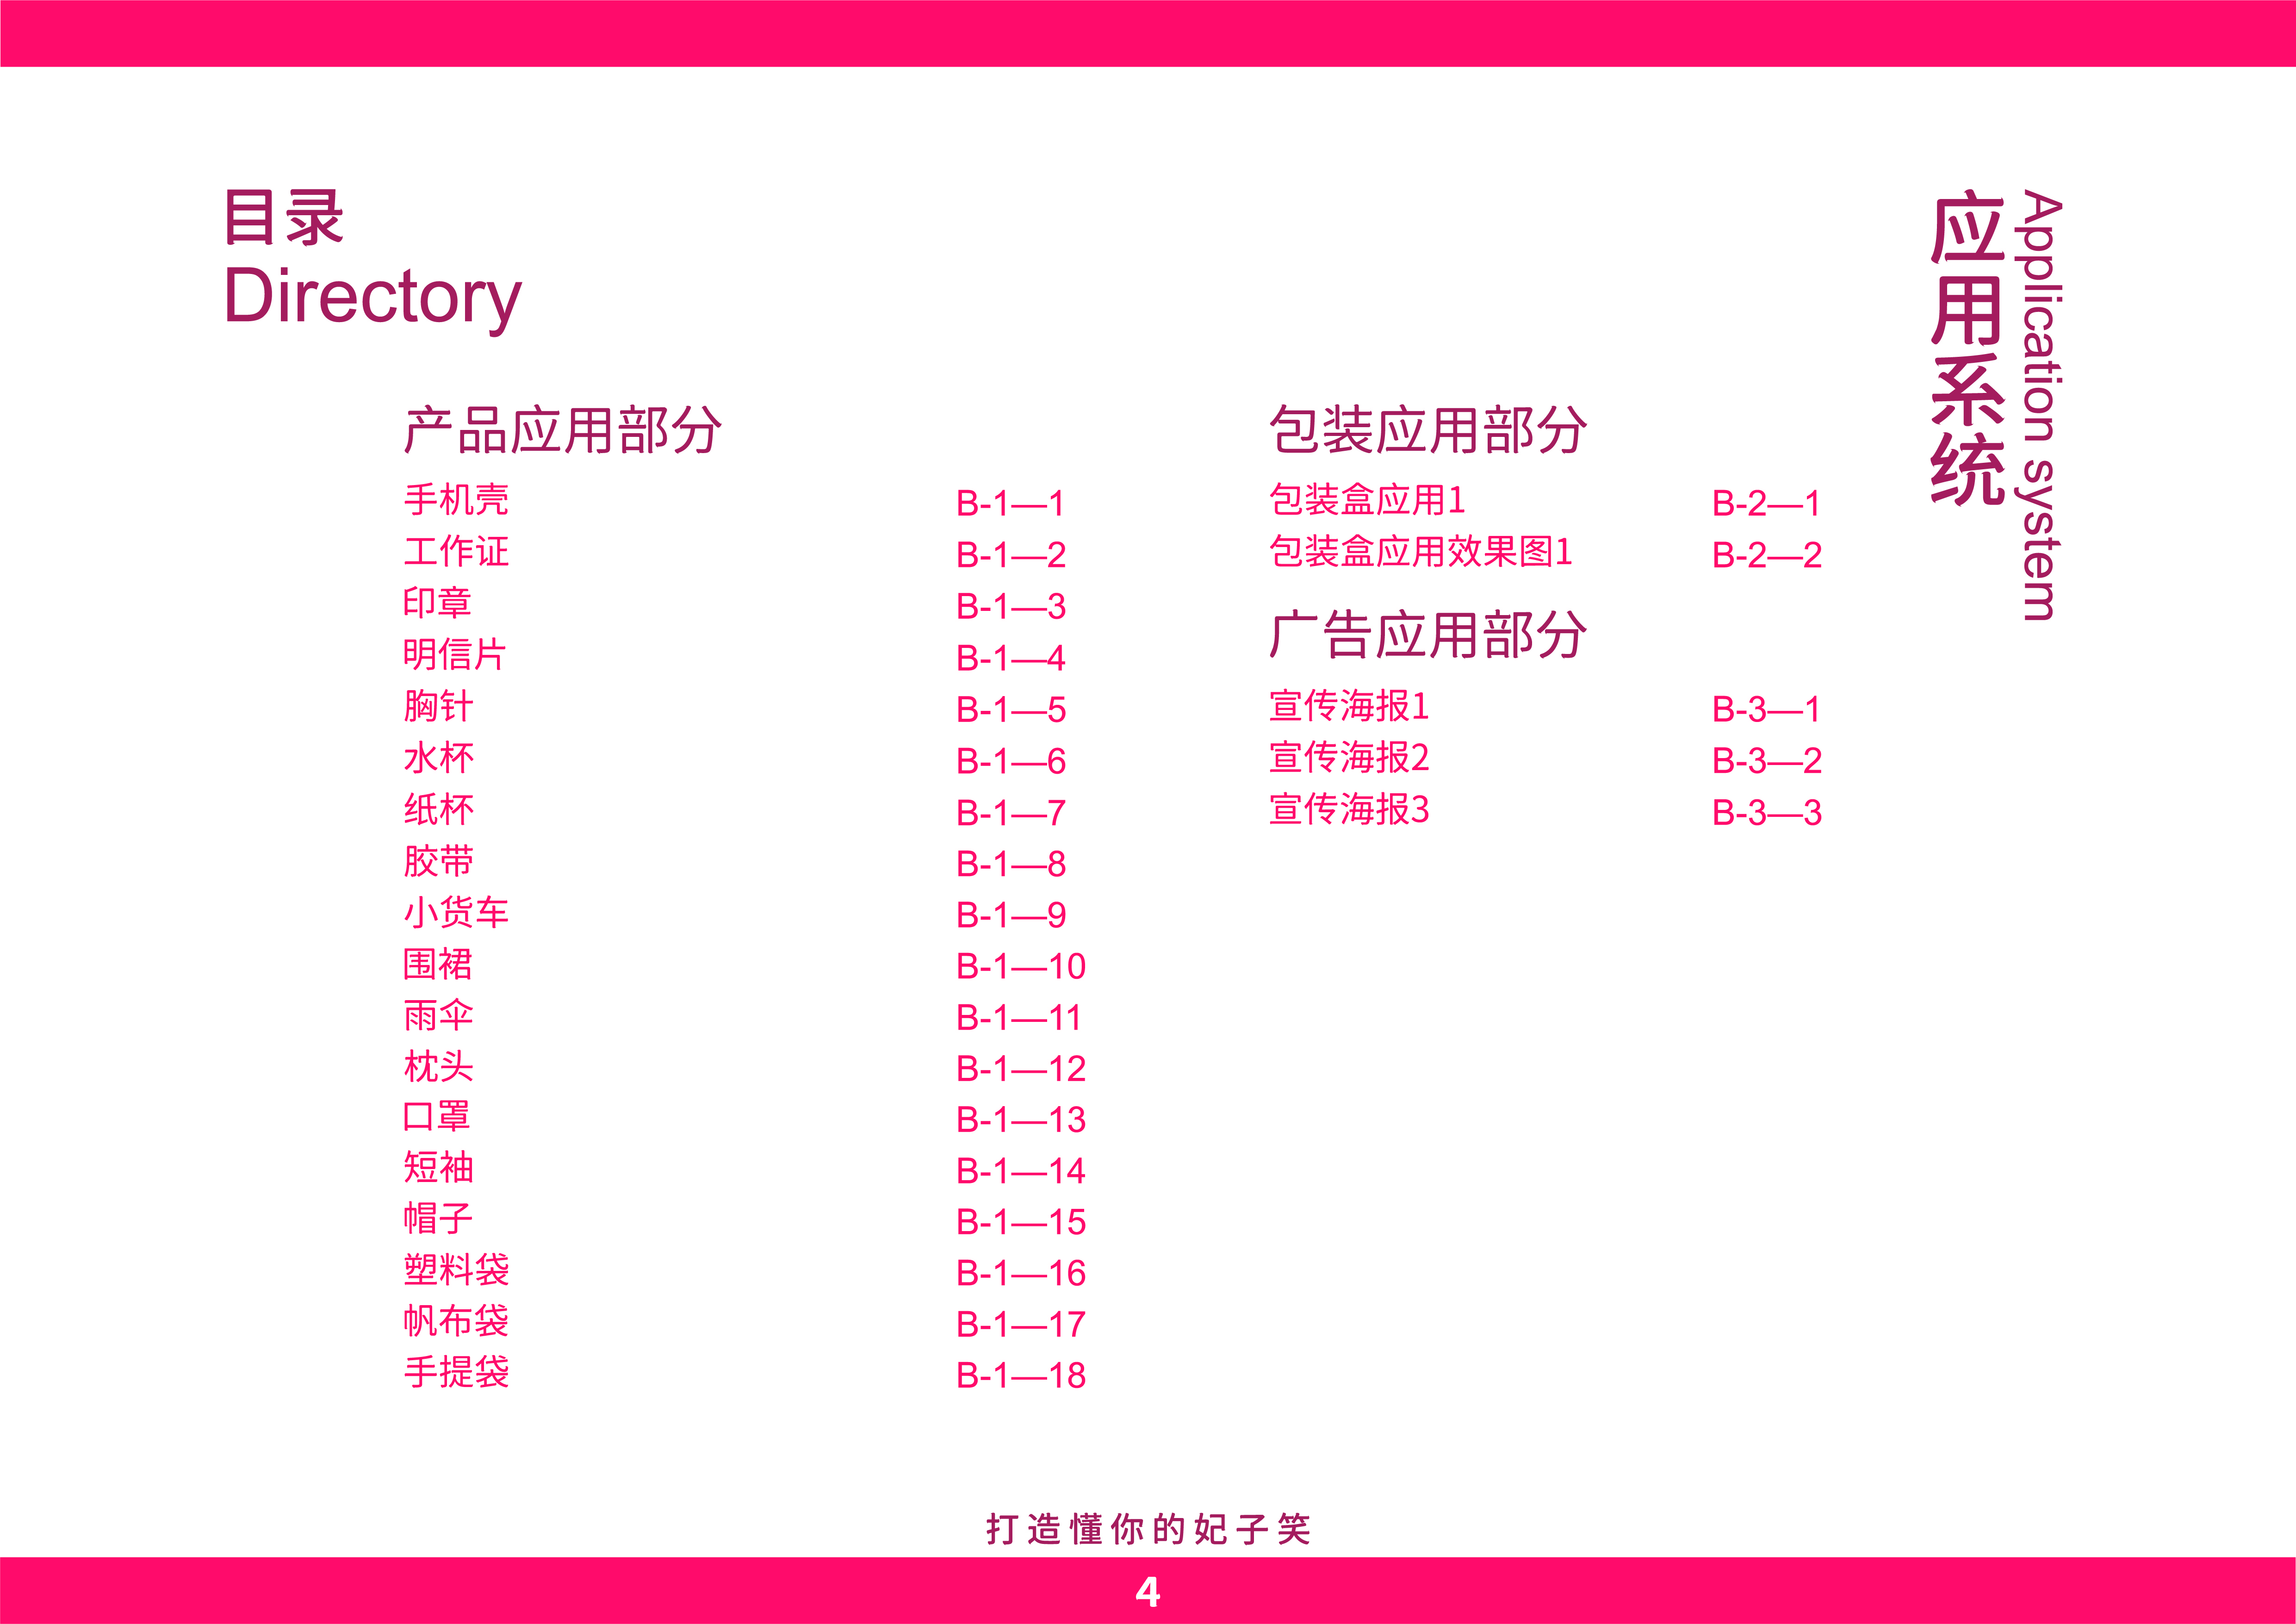 目录
Directory
产品应用部分
手机壳 B-1—1
工作证 B-1—2
印章 B-1—3
明信片 B-1—4
胸针 B-1—5
水杯 B-1—6
纸杯 B-1—7
胶带 B-1—8
小货车 B-1—9
围裙 B-1—10
雨伞 B-1—11
枕头 B-1—12
口罩 B-1—13
短袖 B-1—14
帽子 B-1—15
塑料袋 B-1—16
帆布袋 B-1—17
手提袋 B-1—18
包装应用部分
包装盒应用1 B-2—1
包装盒应用效果图1 B-2—2
广告应用部分
宣传海报1 B-3—1
宣传海报2 B-3—2
宣传海报3 B-3—3
应用系统
Application system
打造懂你的妃子笑
4